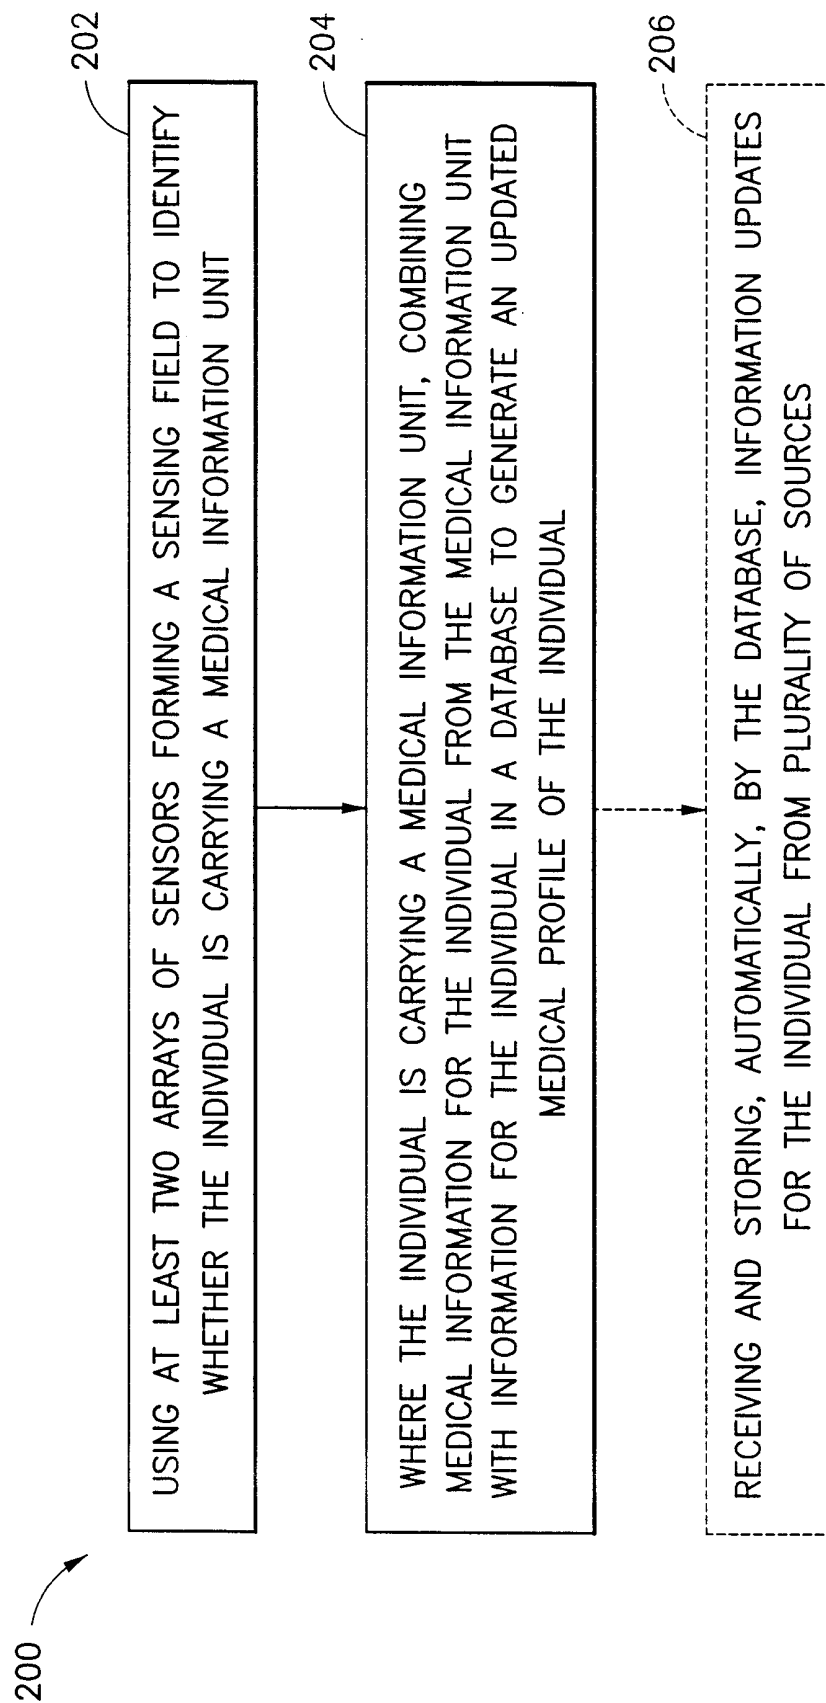 200
202
USING AT LEAST TWO ARRAYS OF SENSORS FORMING A SENSING FIELD TO IDENTIFY
WHETHER THE INDIVIDUAL IS CARRYING A MEDICAL INFORMATION UNIT
204
WHERE THE INDIVIDUAL IS CARRYING A MEDICAL INFORMATION UNIT, COMBINING
MEDICAL INFORMATION FOR THE INDIVIDUAL FROM THE MEDICAL INFORMATION UNIT
WITH INFORMATION FOR THE INDIVIDUAL IN A DATABASE TO GENERATE AN UPDATED
MEDICAL PROFILE OF THE INDIVIDUAL
206
RECEIVING AND STORING, AUTOMATICALLY, BY THE DATABASE, INFORMATION UPDATES
FOR THE INDIVIDUAL FROM PLURALITY OF SOURCES